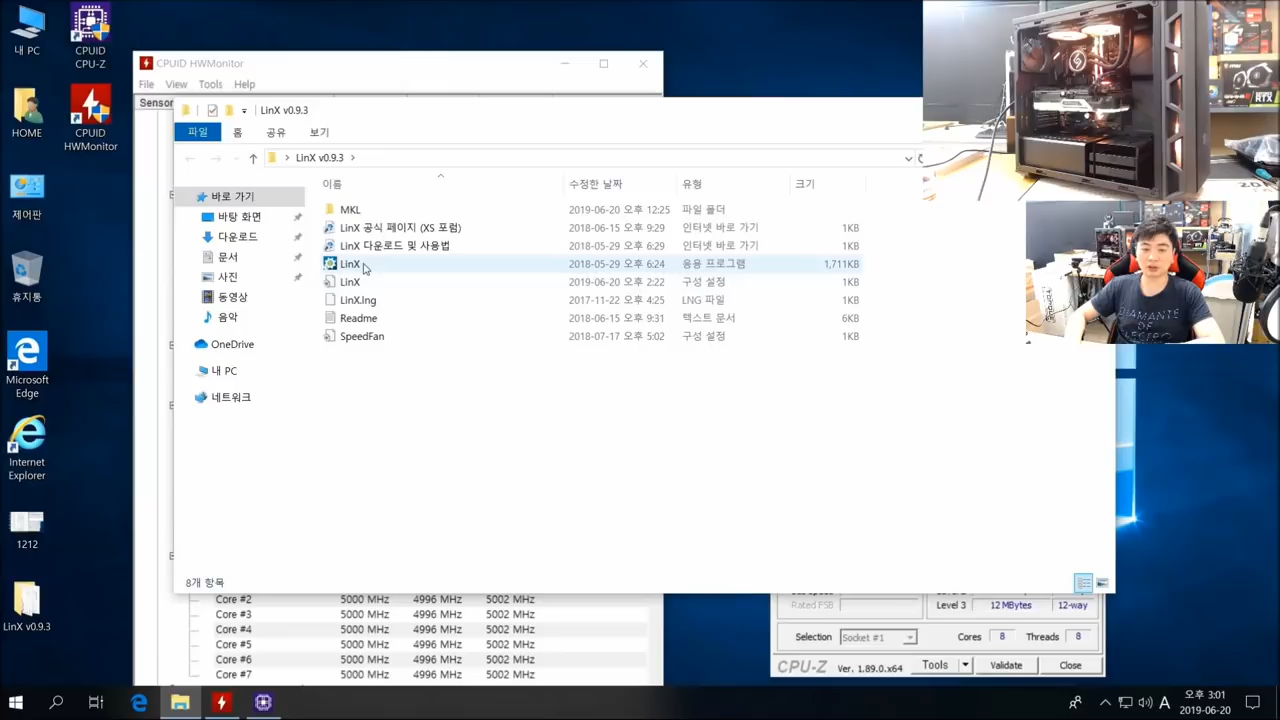 내 PC
CPUID
CPU-Z
HOME
CPUID
HWMonitor
제어판
휴지통
Microsoft
Edge
Internet
Explorer
1212
LinX v0.9.3
CPUID HWMonitor
File View Tools Help
Sensor
LinX v0.9.3
파일 홈 공유 보기
LinX v0.9.3
이름 수정한 날짜 유형 크기
바로 가기
바탕 화면
다운로드
문서
사진
동영상
음악
OneDrive
내 PC
네트워크
MKL 2019-06-20 오후 12:25 파일 폴더
LinX 공식 페이지 (XS 포럼) 2018-06-15 오후 9:29 인터넷 바로 가기 1KB
LinX 다운로드 및 사용법 2018-05-29 오후 6:29 인터넷 바로 가기 1KB
LinX 2018-05-29 오후 6:24 응용 프로그램 1,711KB
LinX 2019-06-20 오후 2:22 구성 설정 1KB
LinX.lng 2017-11-22 오후 4:25 LNG 파일 1KB
Readme 2018-06-15 오후 9:31 텍스트 문서 6KB
SpeedFan 2018-07-17 오후 5:02 구성 설정 1KB
8개 항목
Core #2 5000 MHz 4996 MHz 5002 MHz
Core #3 5000 MHz 4996 MHz 5002 MHz
Core #4 5000 MHz 4996 MHz 5002 MHz
Core #5 5000 MHz 4996 MHz 5002 MHz
Core #6 5000 MHz 4996 MHz 5002 MHz
Core #7 5000 MHz 4996 MHz 5002 MHz
Rated FSB Level 3 12 MBytes 12-way
Selection Socket #1 Cores 8 Threads 8
CPU-Z Ver. 1.89.0.x64 Tools Validate Close
DIAMANTE
DE
RTX
A 오후 3:01
2019-06-20